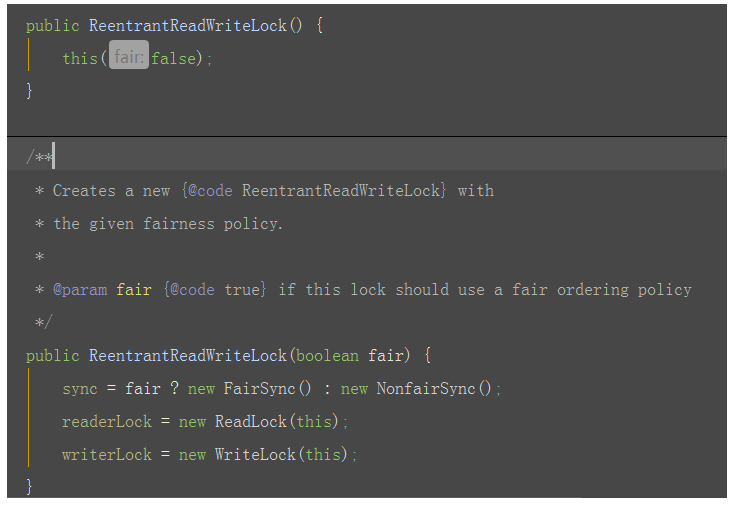 public ReentrantReadWriteLock() {
this( fair: false);
}
/**
* Creates a new {@code ReentrantReadWriteLock} with
* the given fairness policy.
*
* @param fair {@code true} if this lock should use a fair ordering policy
*/
public ReentrantReadWriteLock(boolean fair) {
sync = fair ? new FairSync() : new NonfairSync();
readerLock = new ReadLock(this);
writerLock = new WriteLock(this);
}